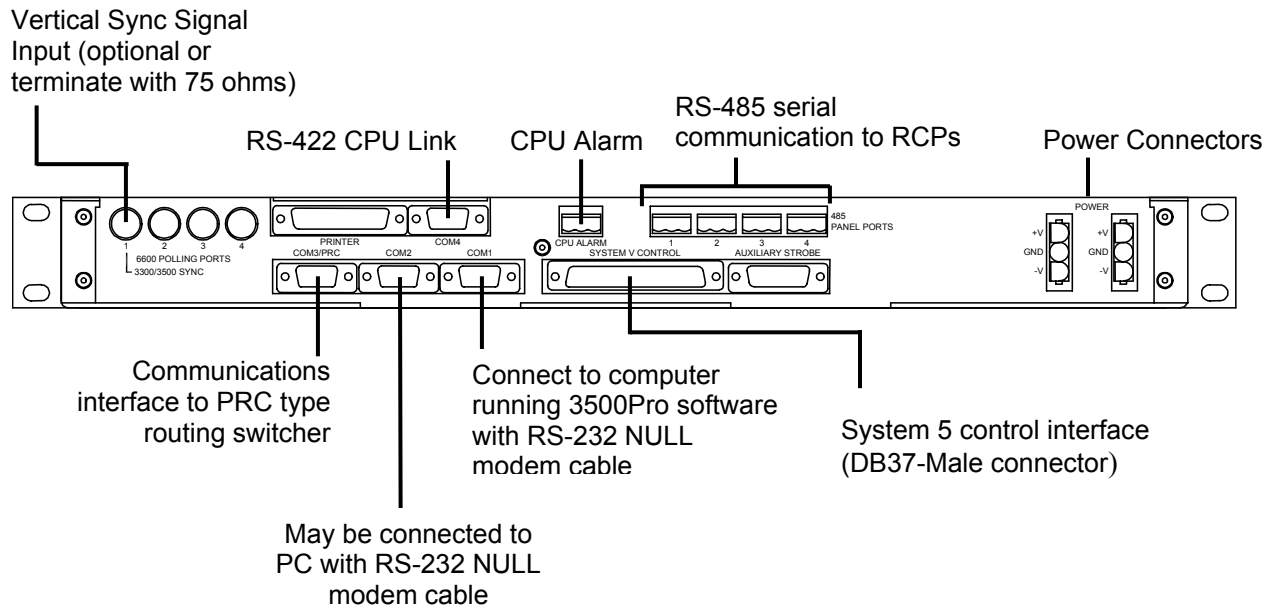 Vertical Sync Signal
Input (optional or
terminate with 75 ohms)
RS-422 CPU Link
CPU Alarm
RS-485 serial
communication to RCPs
Power Connectors
1
2
3
4
6600 POLLING PORTS
3300/3500 SYNC
PRINTER
COM4
COM3/PRC
COM2
COM1
CPU ALARM
1
2
3
4
485
PANEL PORTS
SYSTEM V CONTROL
AUXILIARY STROBE
POWER
+V
GND
-V
+V
GND
-V
Communications
interface to PRC type
routing switcher
May be connected to
PC with RS-232 NULL
modem cable
Connect to computer
running 3500Pro software
with RS-232 NULL
modem cable
System 5 control interface
(DB37-Male connector)